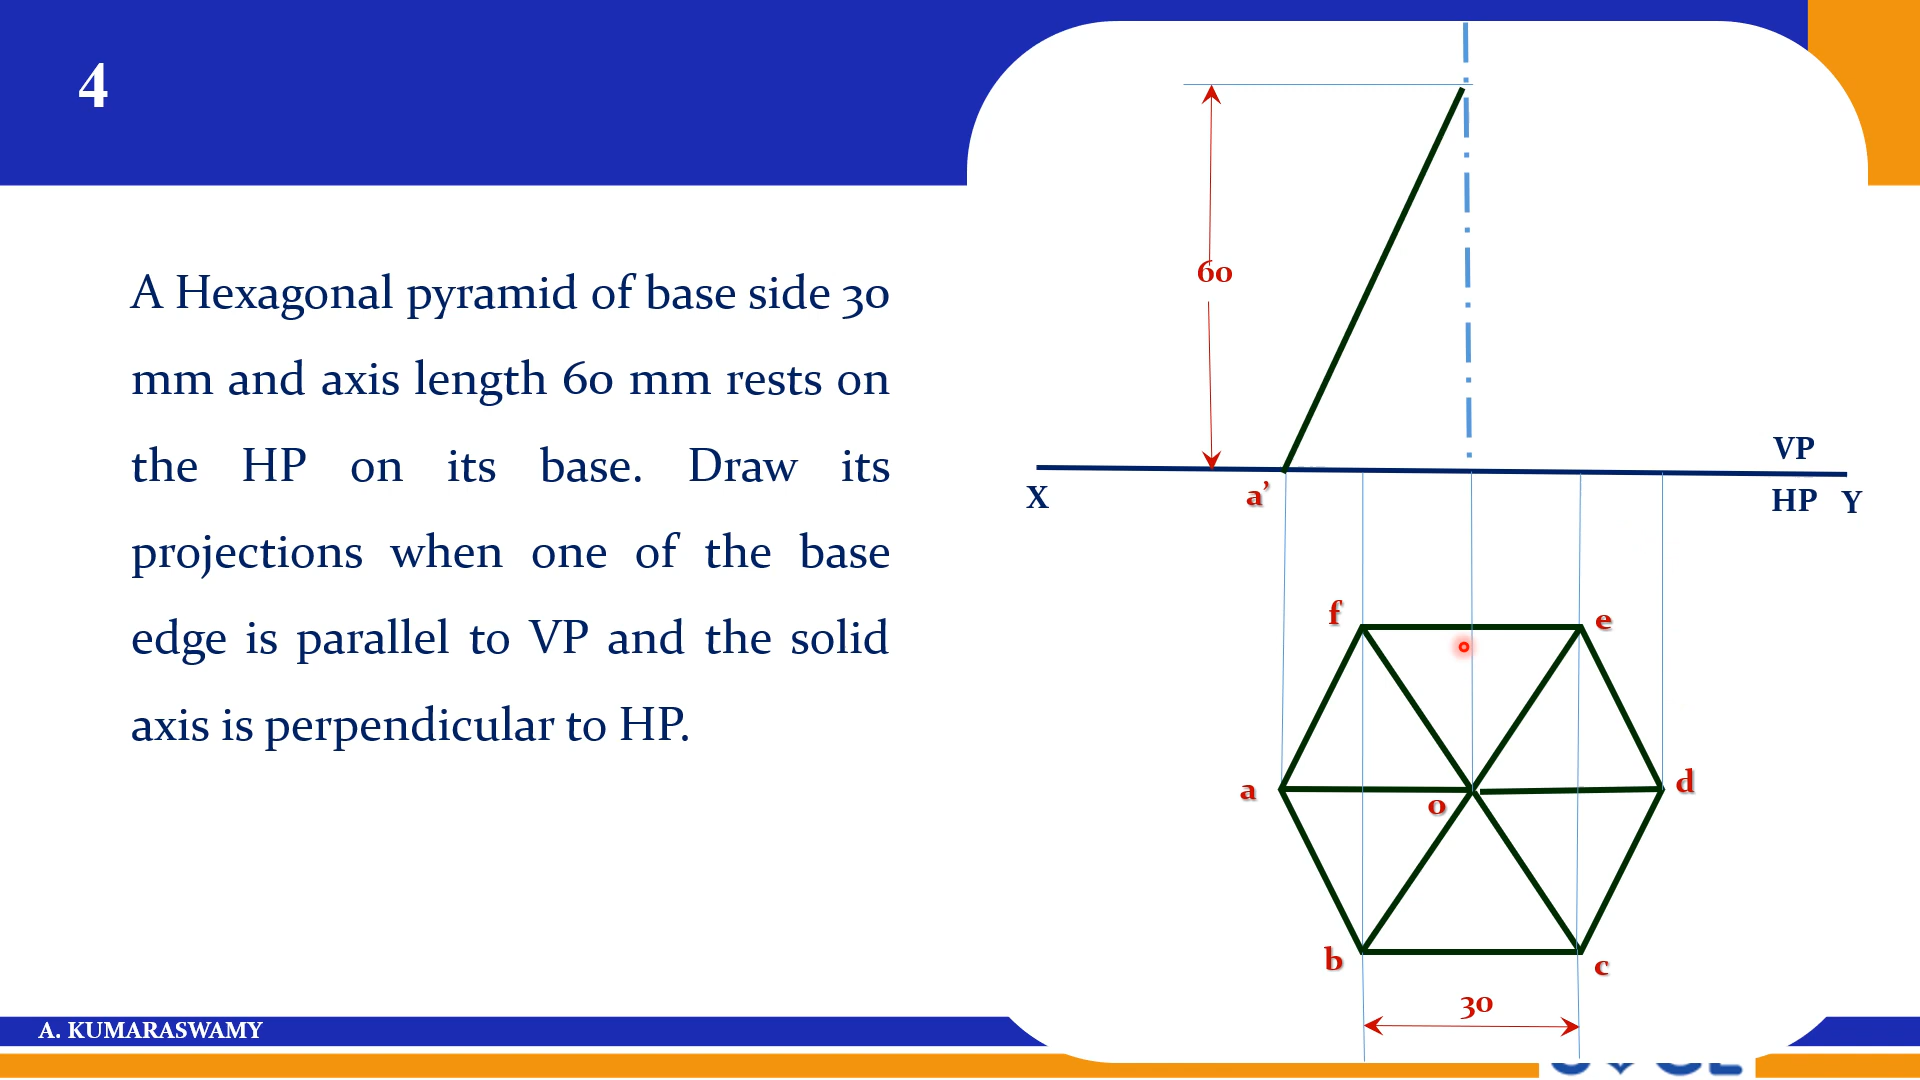 4
A Hexagonal pyramid of base side 30
mm and axis length 60 mm rests on
the HP on its base. Draw its
projections when one of the base
edge is parallel to VP and the solid
axis is perpendicular to HP.
60
VP
X
a’
HP Y
f
e
a
o
d
b
c
30
A. KUMARASWAMY